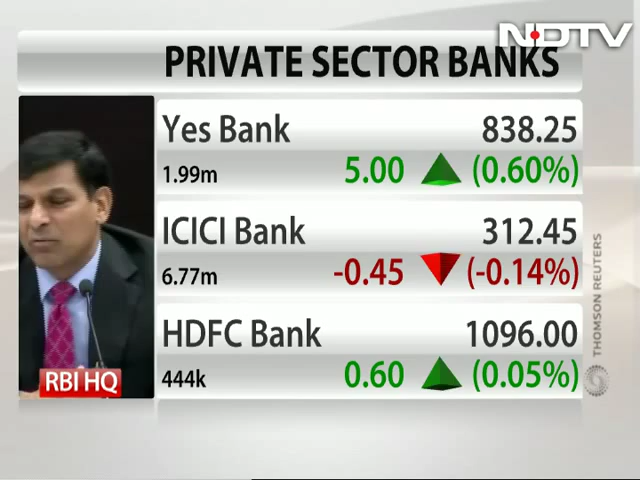 NDTV
PRIVATE SECTOR BANKS
Yes Bank 838.25
1.99m 5.00 (0.60%)
ICICI Bank 312.45
6.77m -0.45 (-0.14%)
HDFC Bank 1096.00
444k 0.60 (0.05%)
RBI HQ
THOMSON REUTERS